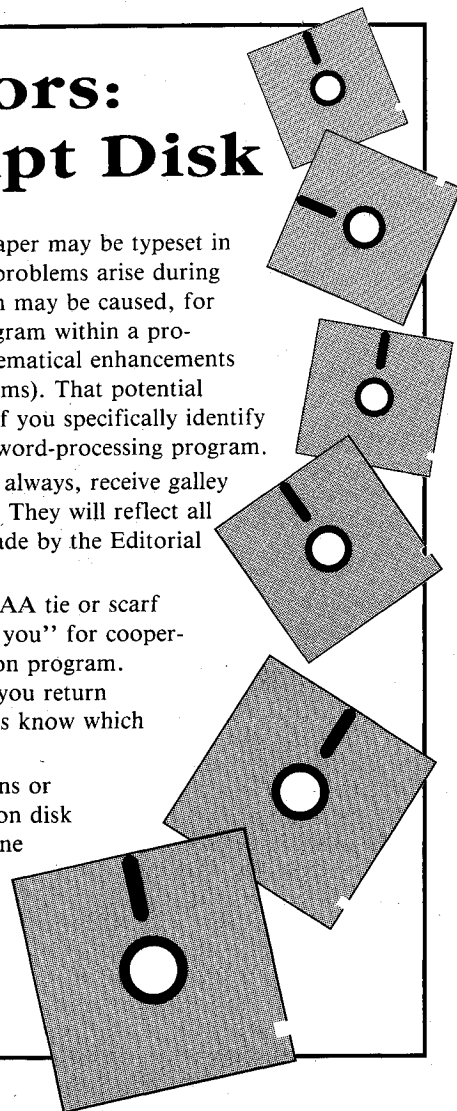 ors:
pt Disk
aper may be typeset in
problems arise during
n may be caused, for
gram within a pro-
ematical enhancements
ms). That potential
f you specifically identify
word-processing program.
always, receive galley
They will reflect all
ade by the Editorial
AA tie or scarf
you" for cooper-
on program.
you return
s know which
ns or
on disk
ne